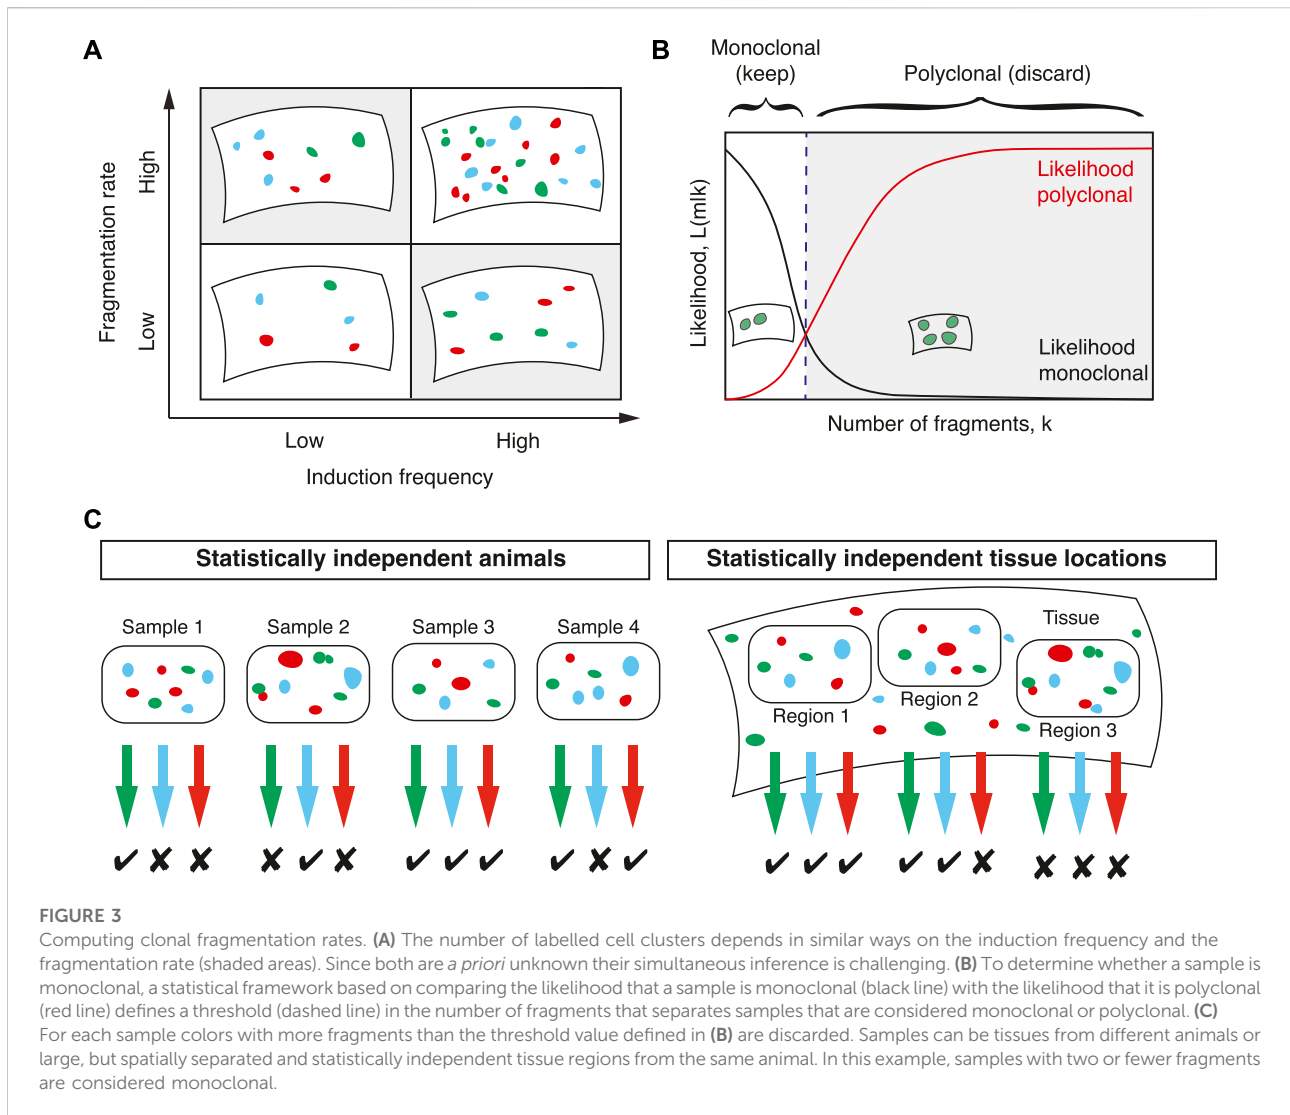 A
High
Low
Fragmentation rate
Low
High
Induction frequency
B
Monoclonal
(keep)
Polyclonal (discard)
Likelihood, L(mlk)
Likelihood
polyclonal
Likelihood
monoclonal
Number of fragments, k
C
Statistically independent animals
Sample 1
Sample 2
Sample 3
Sample 4
✔ ✘ ✘
✘ ✔ ✘
✔ ✔ ✔
✔ ✘ ✔
Statistically independent tissue locations
Tissue
Region 1
Region 2
Region 3
✔ ✔ ✔
✔ ✔ ✘
✘ ✘ ✘
FIGURE 3
Computing clonal fragmentation rates. (A) The number of labelled cell clusters depends in similar ways on the induction frequency and the
fragmentation rate (shaded areas). Since both are a priori unknown their simultaneous inference is challenging. (B) To determine whether a sample is
monoclonal, a statistical framework based on comparing the likelihood that a sample is monoclonal (black line) with the likelihood that it is polyclonal
(red line) defines a threshold (dashed line) in the number of fragments that separates samples that are considered monoclonal or polyclonal. (C)
For each sample colors with more fragments than the threshold value defined in (B) are discarded. Samples can be tissues from different animals or
large, but spatially separated and statistically independent tissue regions from the same animal. In this example, samples with two or fewer fragments
are considered monoclonal.